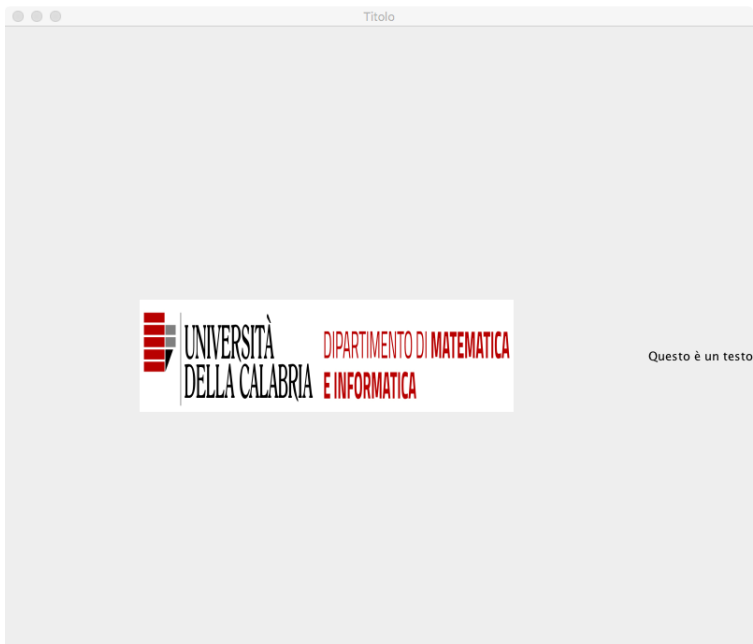 Titolo
UNIVERSITÀ
DELLA CALABRIA
DIPARTIMENTO DI MATEMATICA
E INFORMATICA
Questo è un testo